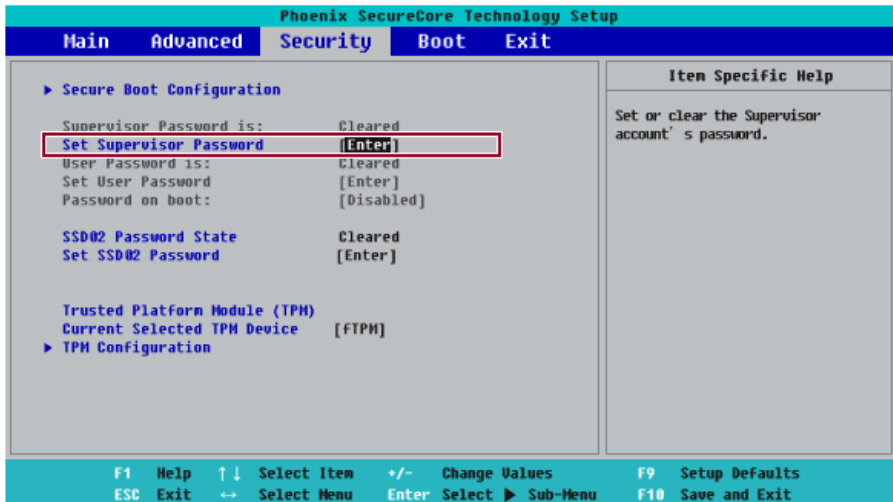 Phoenix SecureCore Technology Setup
Main Advanced Security Boot Exit
▶ Secure Boot Configuration
Supervisor Password is: Cleared
Set Supervisor Password [Enter]
User Password is: Cleared
Set User Password [Enter]
Password on boot: [Disabled]
SSD02 Password State Cleared
Set SSD02 Password [Enter]
Trusted Platform Module (TPM)
Current Selected TPM Device [fTPM]
▶ TPM Configuration
Item Specific Help
Set or clear the Supervisor
account' s password.
F1 Help ↑↓ Select Item +/- Change Values F9 Setup Defaults
ESC Exit ↔ Select Menu Enter Select ▶ Sub-Menu F10 Save and Exit